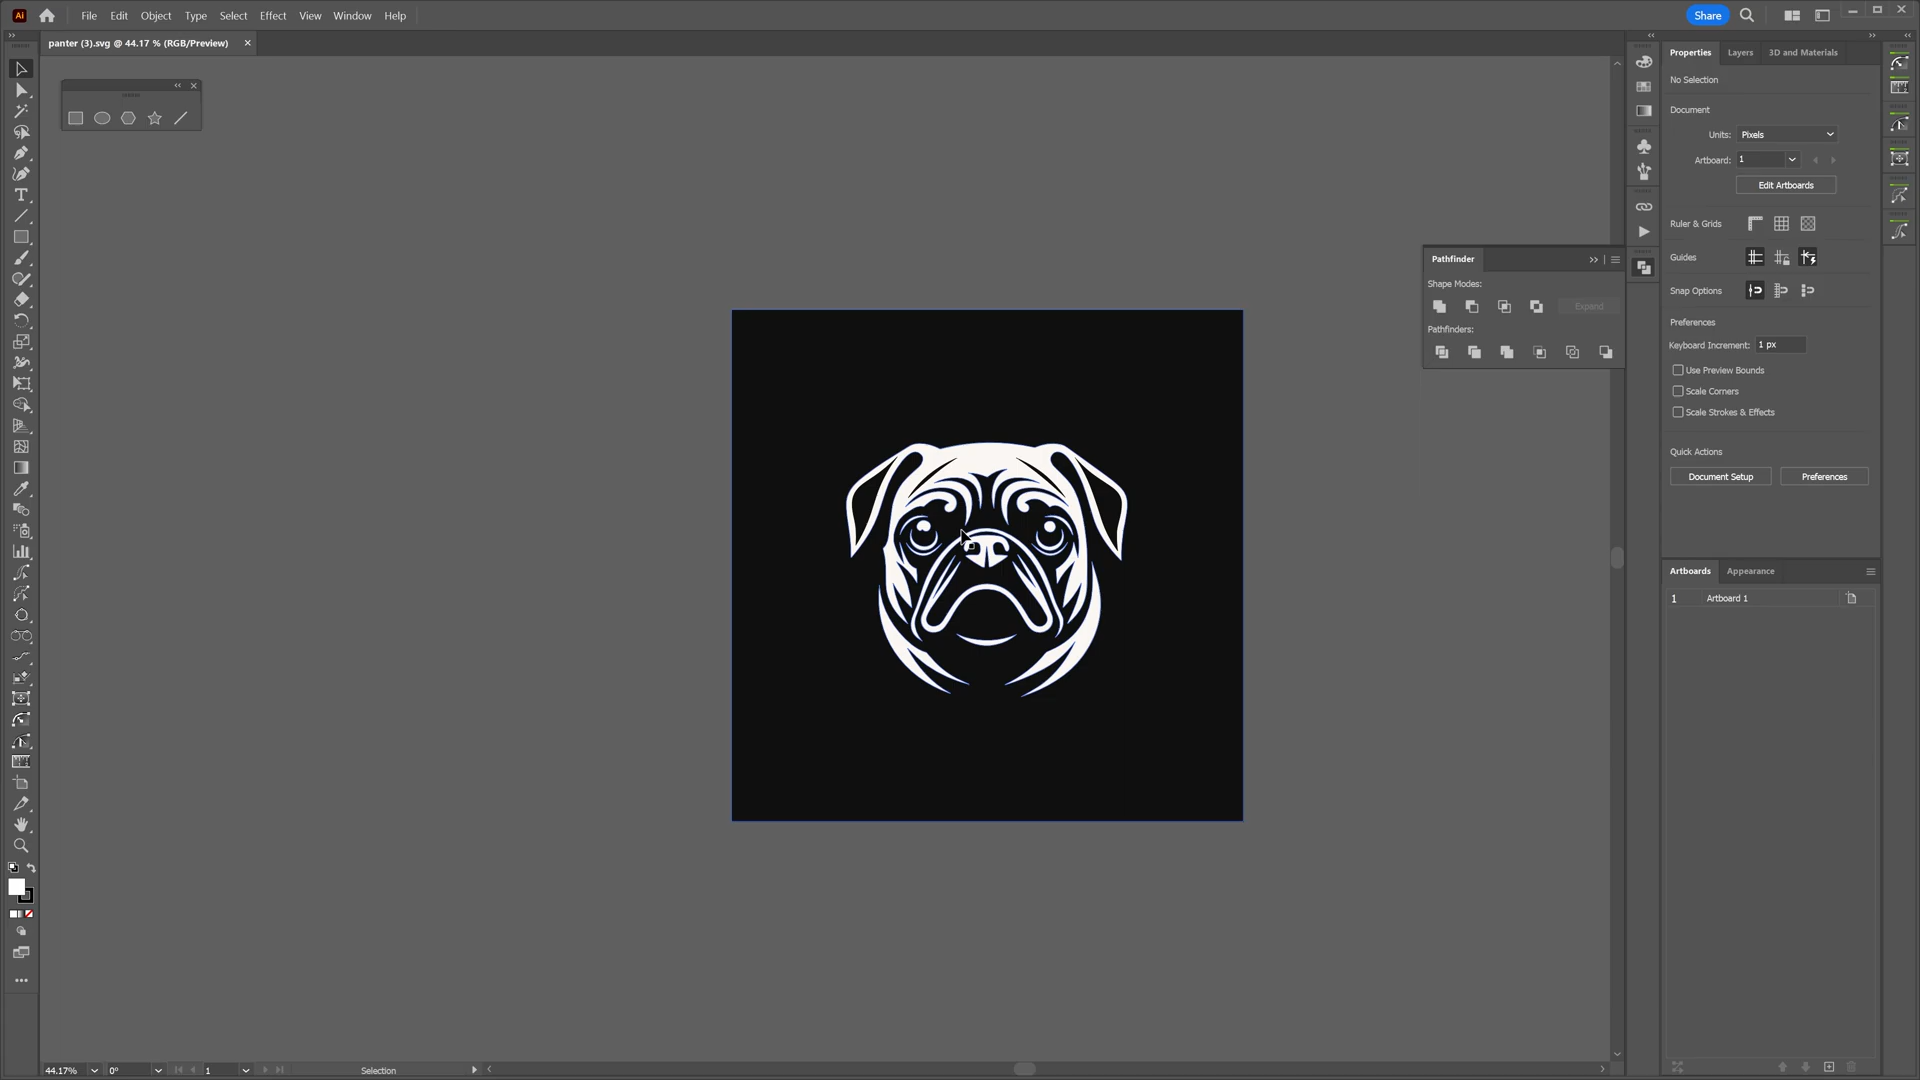 Ai
File Edit Object Type Select Effect View Window Help
Share
panter (3).svg @ 44.17 % (RGB/Preview)
Properties Layers 3D and Materials
No Selection
Document
Units: Pixels
Artboard: 1
Edit Artboards
Ruler & Grids
Guides
Snap Options
Preferences
Keyboard Increment: 1 px
Use Preview Bounds
Scale Corners
Scale Strokes & Effects
Quick Actions
Document Setup Preferences
Pathfinder
Shape Modes:
Expand
Pathfinders:
Artboards Appearance
1 Artboard 1
44.17% 0° 1 Selection